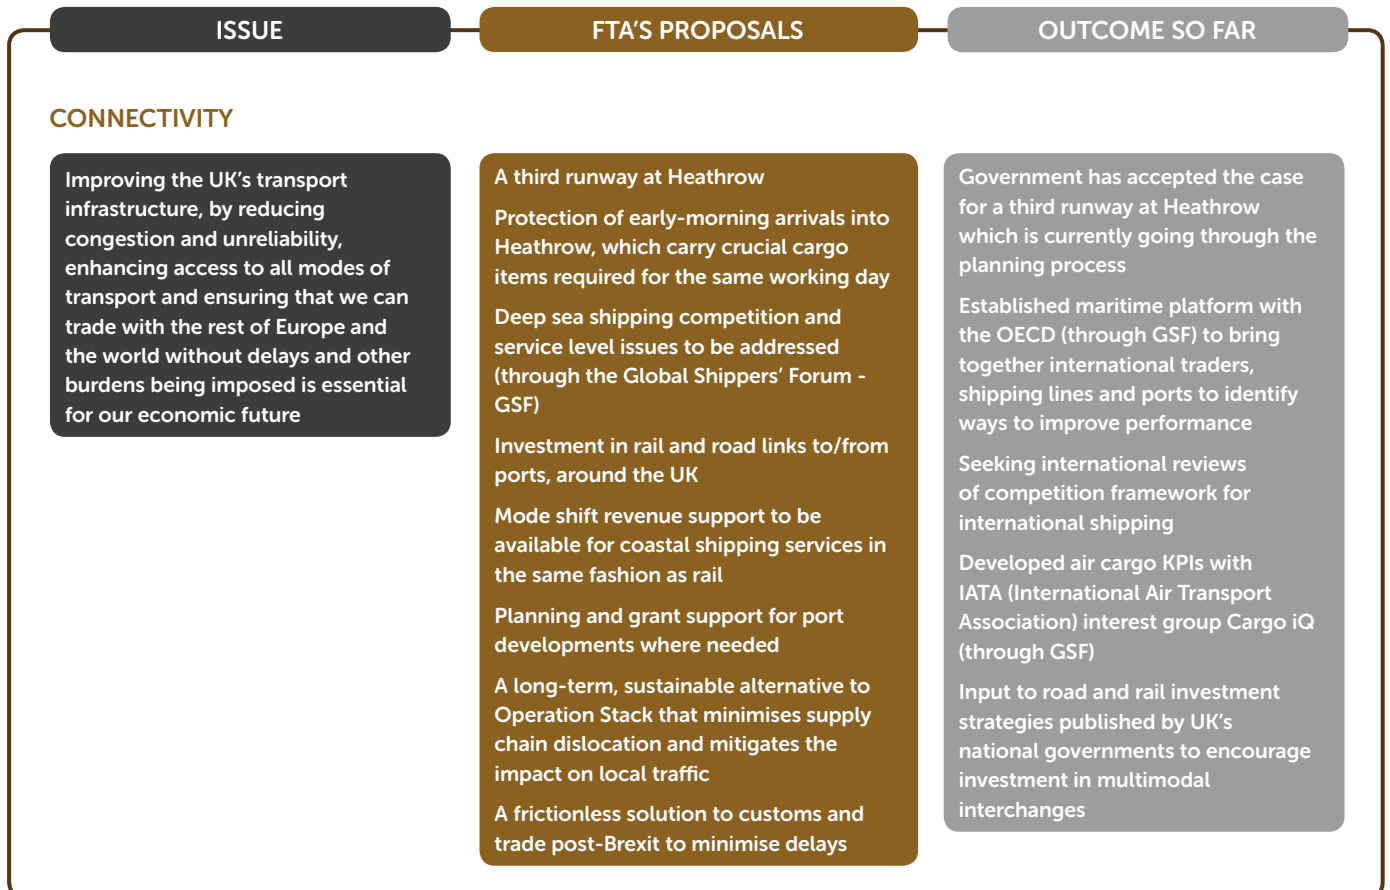 ISSUE
FTA'S PROPOSALS
OUTCOME SO FAR
CONNECTIVITY
Improving the UK's transport
infrastructure, by reducing
congestion and unreliability,
enhancing access to all modes of
transport and ensuring that we can
trade with the rest of Europe and
the world without delays and other
burdens being imposed is essential
for our economic future
A third runway at Heathrow
Protection of early-morning arrivals into
Heathrow, which carry crucial cargo
items required for the same working day
Deep sea shipping competition and
service level issues to be addressed
(through the Global Shippers' Forum -
GSF)
Investment in rail and road links to/from
ports, around the UK
Mode shift revenue support to be
available for coastal shipping services in
the same fashion as rail
Planning and grant support for port
developments where needed
A long-term, sustainable alternative to
Operation Stack that minimises supply
chain dislocation and mitigates the
impact on local traffic
A frictionless solution to customs and
trade post-Brexit to minimise delays
Government has accepted the case
for a third runway at Heathrow
which is currently going through the
planning process
Established maritime platform with
the OECD (through GSF) to bring
together international traders,
shipping lines and ports to identify
ways to improve performance
Seeking international reviews
of competition framework for
international shipping
Developed air cargo KPIs with
IATA (International Air Transport
Association) interest group Cargo iQ
(through GSF)
Input to road and rail investment
strategies published by UK's
national governments to encourage
investment in multimodal
interchanges